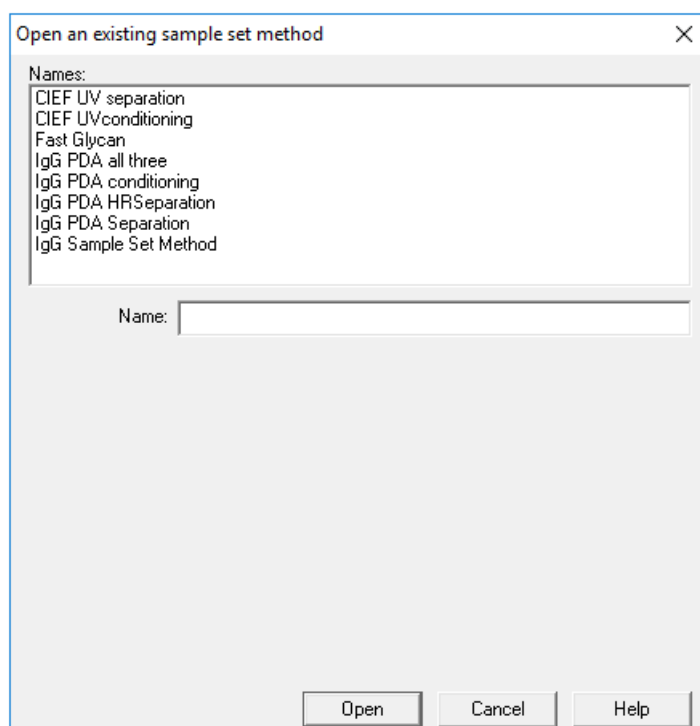 Open an existing sample set method
Names:
CIEF UV separation
CIEF UVconditioning
Fast Glycan
IgG PDA all three
IgG PDA conditioning
IgG PDA HRSeparation
IgG PDA Separation
IgG Sample Set Method
Name:
Open Cancel Help